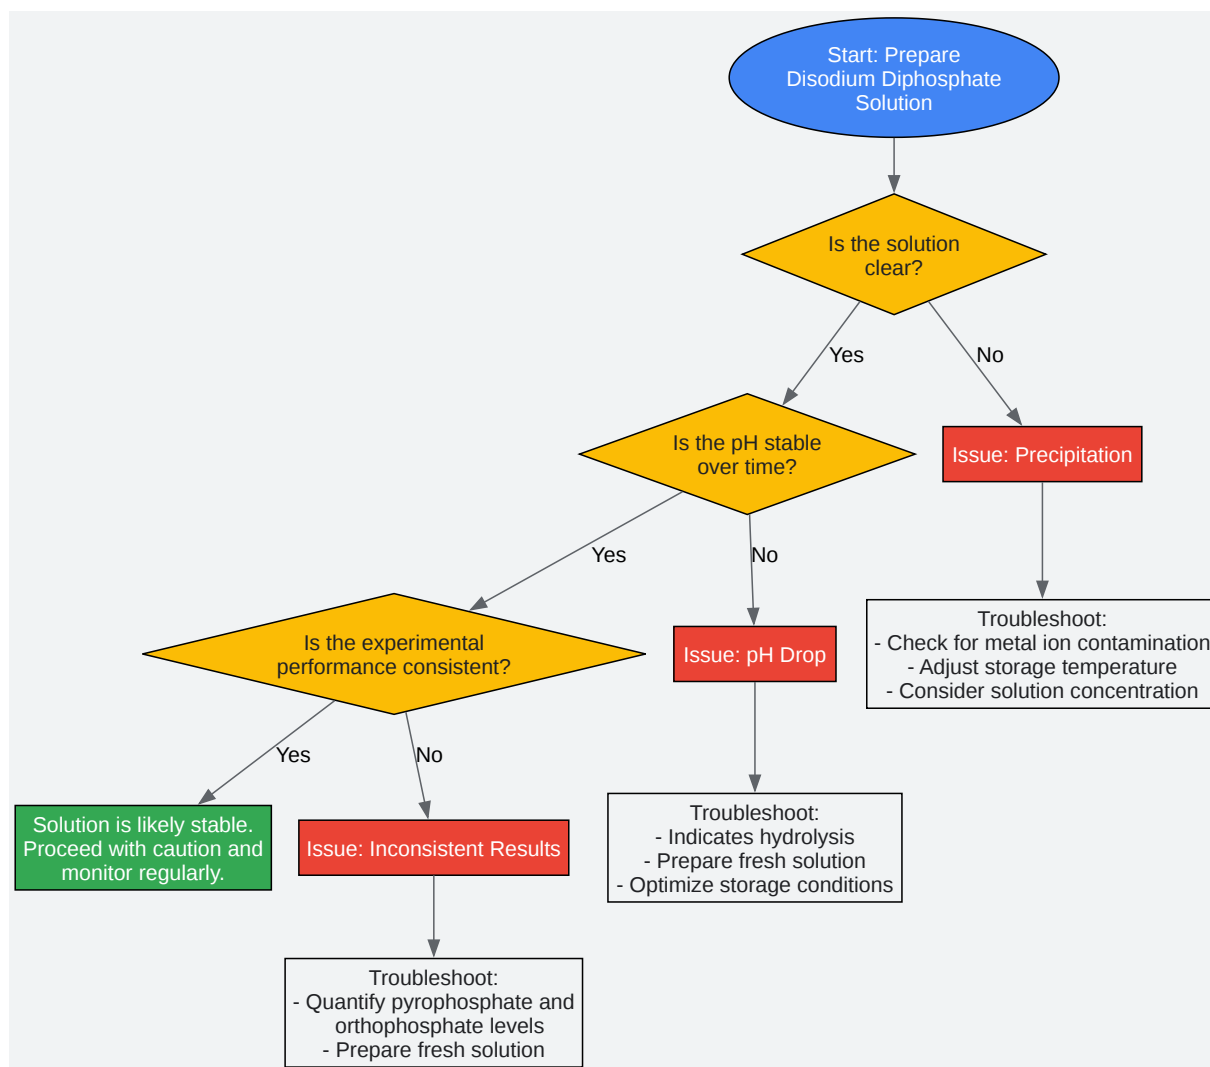 Start: Prepare
Disodium Diphosphate
Solution
Is the solution
clear?
Yes
No
Is the pH stable
over time?
Issue: Precipitation
Yes
No
Troubleshoot:
- Check for metal ion contamination
- Adjust storage temperature
- Consider solution concentration
Is the experimental
performance consistent?
Issue: pH Drop
Yes
No
Troubleshoot:
- Indicates hydrolysis
- Prepare fresh solution
- Optimize storage conditions
Solution is likely stable.
Proceed with caution and
monitor regularly.
Issue: Inconsistent Results
Troubleshoot:
- Quantify pyrophosphate and
orthophosphate levels
- Prepare fresh solution